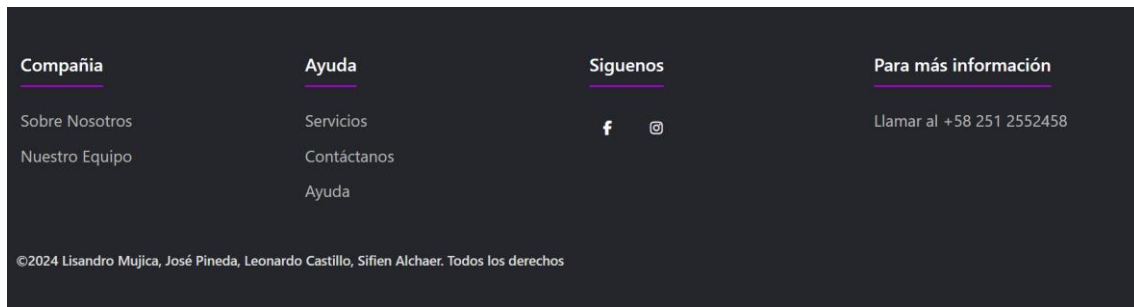 Compañia
Sobre Nosotros
Nuestro Equipo
Ayuda
Servicios
Contáctanos
Ayuda
Siguenos
Para más información
Llamar al +58 251 2552458
©2024 Lisandro Mujica, José Pineda, Leonardo Castillo, Sifien Alchaer. Todos los derechos